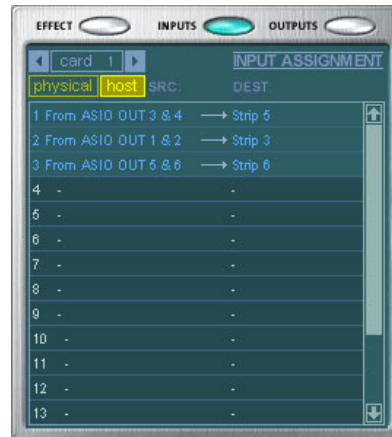 EFFECT INPUTS OUTPUTS
card 1 INPUT ASSIGNMENT
physical host SRC: DEST:
1 From ASIO OUT 3 & 4 → Strip 5
2 From ASIO OUT 1 & 2 → Strip 3
3 From ASIO OUT 5 & 6 → Strip 6
4 - -
5 - -
6 - -
7 - -
8 - -
9 - -
10 - -
11 - -
12 - -
13 - -